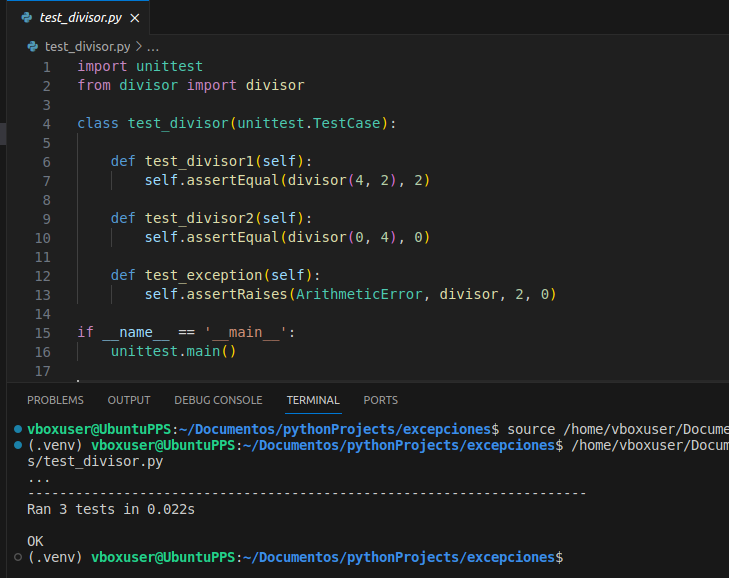 test_divisor.py
test_divisor.py > ...
1 import unittest
2 from divisor import divisor
3
4 class test_divisor(unittest.TestCase):
5
6     def test_divisor1(self):
7         self.assertEqual(divisor(4, 2), 2)
8
9     def test_divisor2(self):
10         self.assertEqual(divisor(0, 4), 0)
11
12     def test_exception(self):
13         self.assertRaises(ArithmeticError, divisor, 2, 0)
14
15 if __name__ == '__main__':
16     unittest.main()
17
PROBLEMS OUTPUT DEBUG CONSOLE TERMINAL PORTS
vboxuser@UbuntuPPS:~/Documentos/pythonProjects/excepciones$ source /home/vboxuser/Docume
(.venv) vboxuser@UbuntuPPS:~/Documentos/pythonProjects/excepciones$ /home/vboxuser/Docum
s/test_divisor.py
...
----------------------------------------------------------------------
Ran 3 tests in 0.022s

OK
(.venv) vboxuser@UbuntuPPS:~/Documentos/pythonProjects/excepciones$